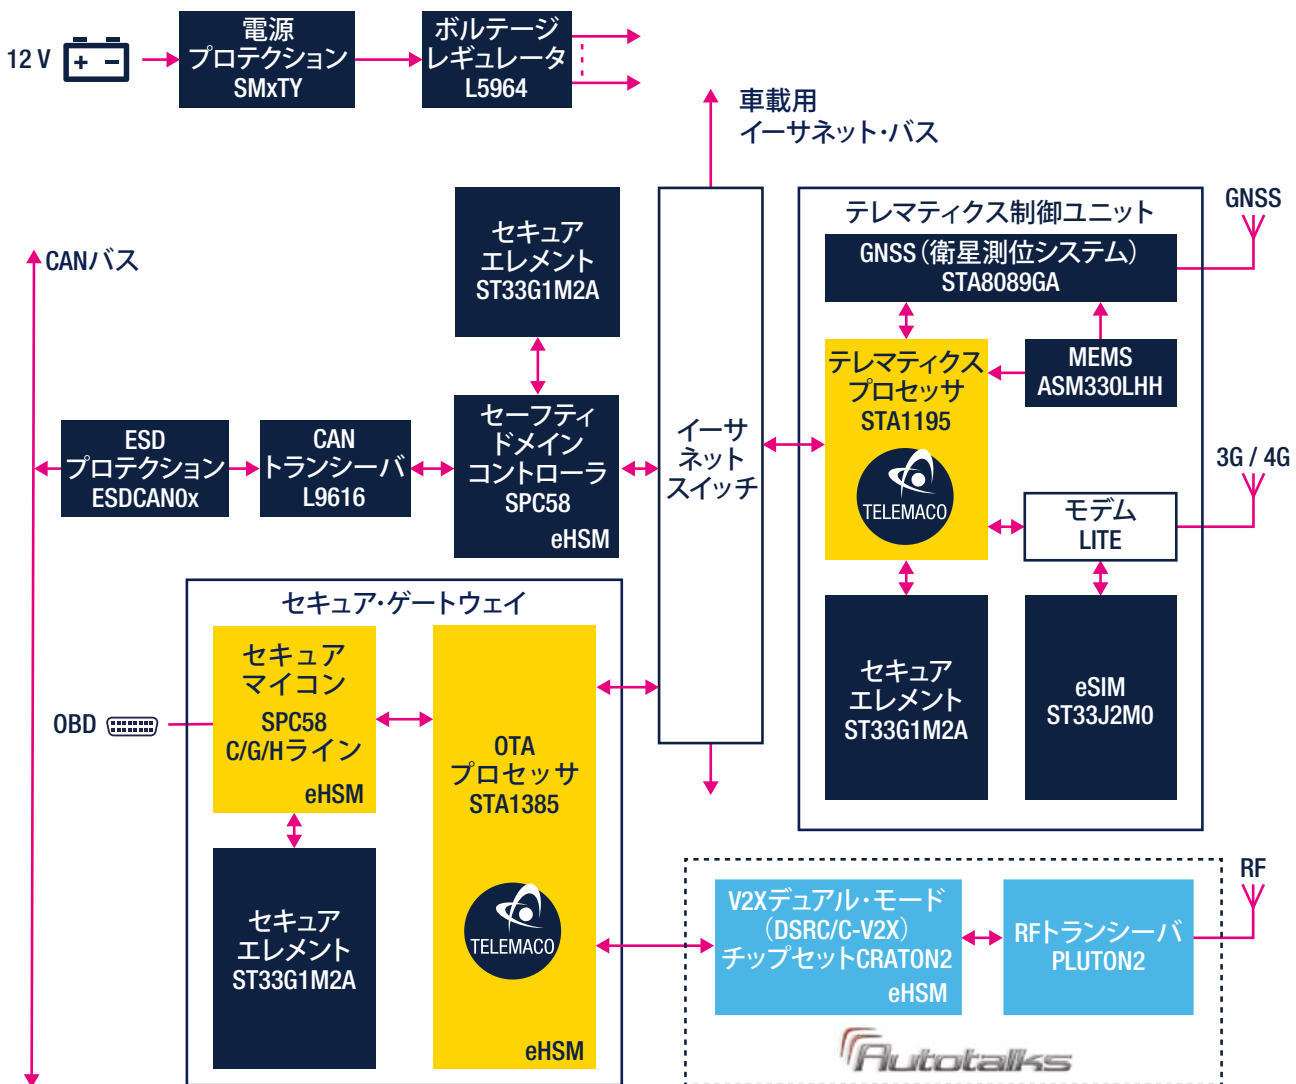 12 V
電源
プロテクション
SMxTY
ボルテージ
レギュレータ
L5964
車載用
イーサネット・バス
CANバス
セキュア
エレメント
ST33G1M2A
ESD
プロテクション
ESDCAN0x
CAN
トランシーバ
L9616
セーフティ
ドメイン
コントローラ
SPC58
eHSM
イーサ
ネット
スイッチ
テレマティクス制御ユニット
GNSS（衛星測位システム）
STA8089GA
GNSS
テレマティクス
プロセッサ
STA1195
TELEMACO
MEMS
ASM330LHH
3G / 4G
モデム
LITE
セキュア
エレメント
ST33G1M2A
eSIM
ST33J2M0
セキュア・ゲートウェイ
OBD
セキュア
マイコン
SPC58
C/G/Hライン
eHSM
セキュア
エレメント
ST33G1M2A
OTA
プロセッサ
STA1385
TELEMACO
eHSM
V2Xデュアル・モード
（DSRC/C-V2X）
チップセットCRATON2
eHSM
RFトランシーバ
PLUTON2
RF
Autotalks